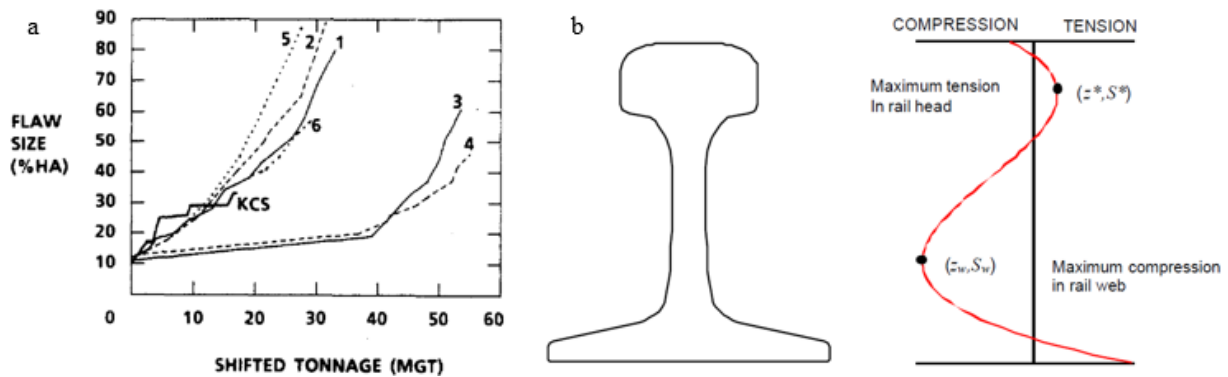 a
90
80
70
60
50
40
30
20
10
FLAW
SIZE
(%HA)
5
2
1
6
3
4
KCS
0 10 20 30 40 50 60
SHIFTED TONNAGE (MGT)
b
COMPRESSION TENSION
Maximum tension
In rail head
(z*,S*)
(zw,Sw)
Maximum compression
in rail web